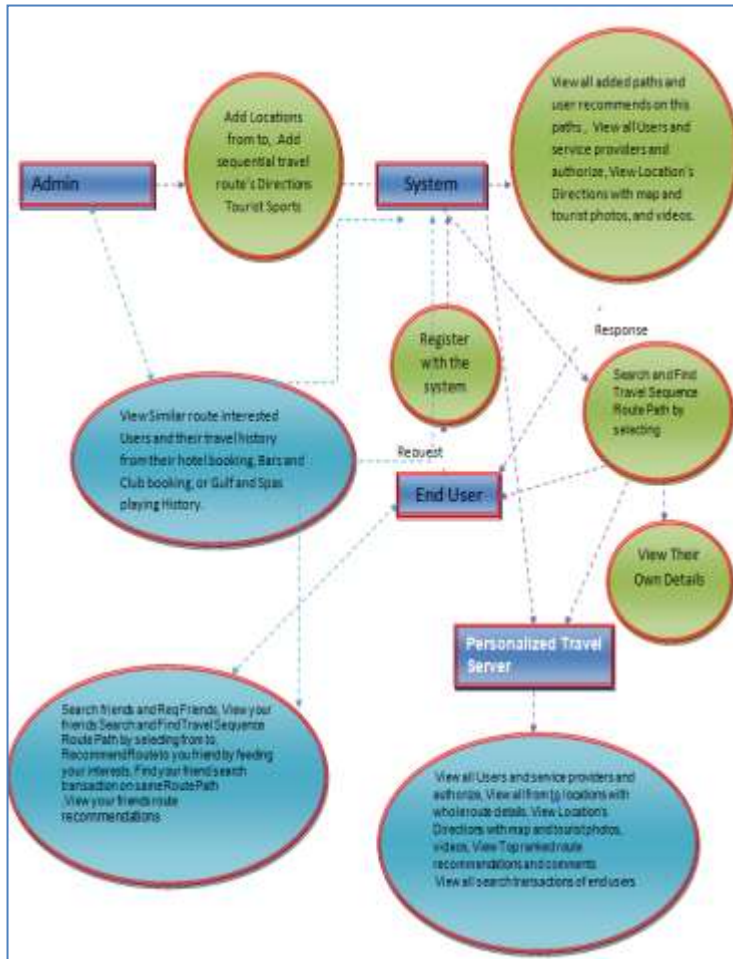 Admin
Add Locations
from to, Add
sequential travel
route's Directions
Tourist Sports
System
View all added paths and
user recommends on this
paths, View all Users and
service providers and
authorize, View Location's
Directions with map and
tourist photos, and videos.
Register
with the
system
Response
Search and Find
Travel Sequence
Route Path by
selecting
View Similar route Interested
Users and their travel history
from their hotel booking, Bars and
Club booking, or Gulf and Spas
playing History.
Request
End User
View Their
Own Details
Personalized Travel
Server
Search friends and Req Friends, View your
friends Search and Find Travel Sequence
Route Path by selecting from to
Recommend Route to you friend by feeding
your interests, Find your friend search
transaction on same Route Path
.View your friends route
recommendations
View all Users and service providers and
authorize, View all from to locations with
whole route details, View Location's
Directions with map and tourist photos,
videos, View Top ranked route
recommendations and comments
View all search transactions of end users